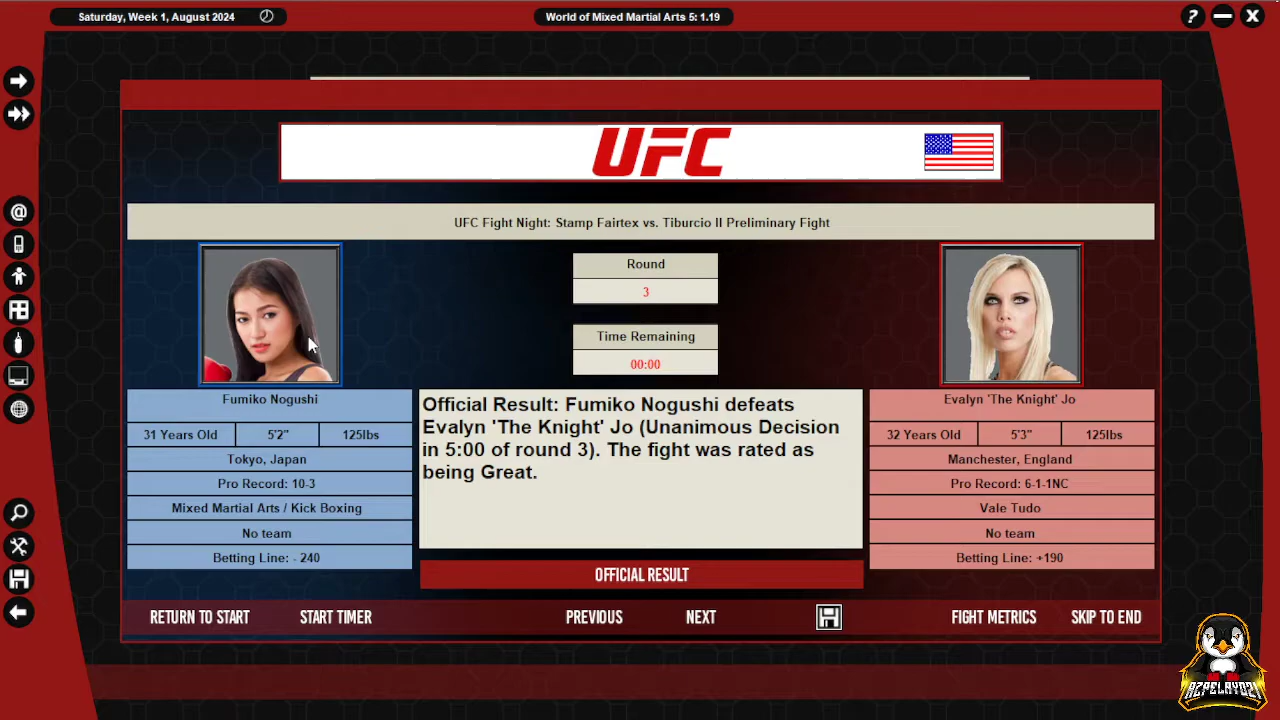 Saturday, Week 1, August 2024
World of Mixed Martial Arts 5: 1.19
?
X
UFC
UFC Fight Night: Stamp Fairtex vs. Tiburcio II Preliminary Fight
Round
3
Time Remaining
00:00
Fumiko Nogushi
31 Years Old
5'2"
125lbs
Tokyo, Japan
Pro Record: 10-3
Mixed Martial Arts / Kick Boxing
No team
Betting Line: - 240
Official Result: Fumiko Nogushi defeats
Evalyn 'The Knight' Jo (Unanimous Decision
in 5:00 of round 3). The fight was rated as
being Great.
OFFICIAL RESULT
Evalyn 'The Knight' Jo
32 Years Old
5'3"
125lbs
Manchester, England
Pro Record: 6-1-1NC
Vale Tudo
No team
Betting Line: +190
RETURN TO START
START TIMER
PREVIOUS
NEXT
FIGHT METRICS
SKIP TO END
@
AZPELAYO21